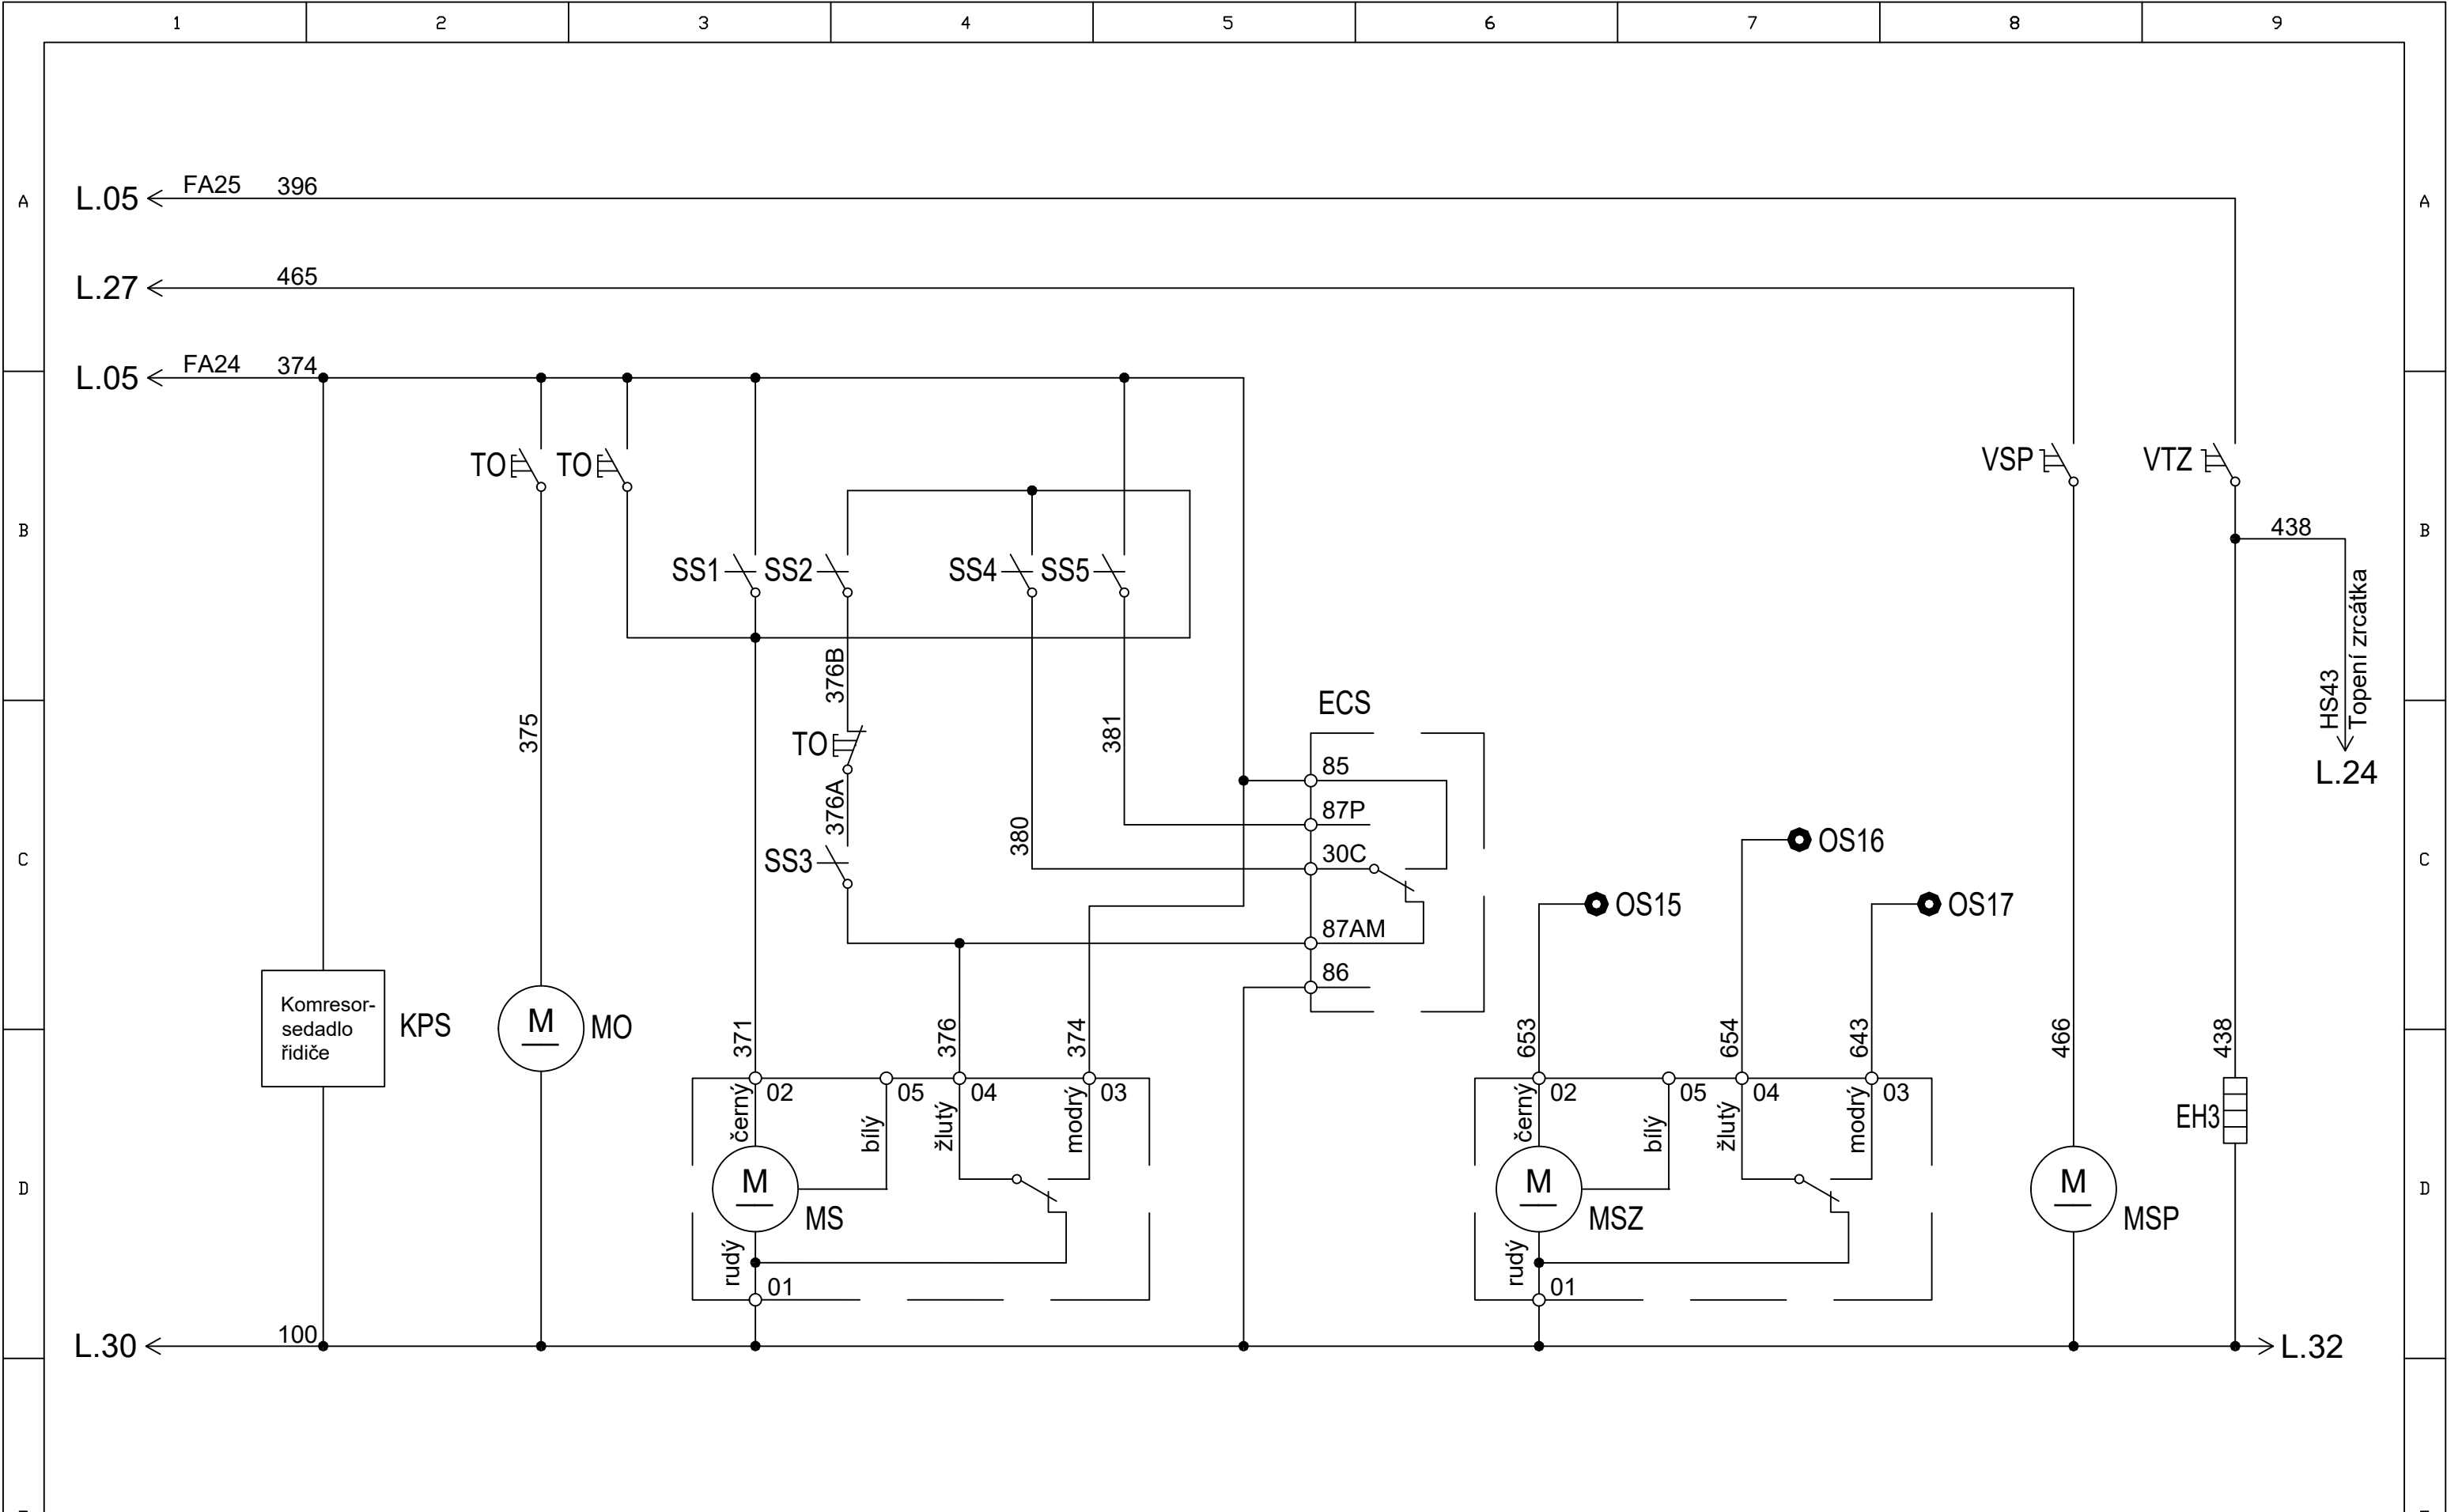 1 2 3 4 5 6 7 8 9
A A
L.05 FA25 396
L.27 465
L.05 FA24 374
TO TO VSP VTZ
B B
438
SS1 SS2 SS4 SS5
HS43
Topení zrcátka
L.24
376B
375
TO
381
ECS
85
87P
376A
380
30C
SS3
87AM
86
C C
OS16
OS15
OS17
Komresor-
sedadlo
řidiče
KPS
M
MO
371 376 374 653 654 643 466 438
02 05 04 03 02 05 04 03
černý bílý žlutý modrý černý bílý žlutý modrý
EH3
D D
M
MS
M
MSZ
M
MSP
rudý
01
rudý
01
L.30 100 L.32